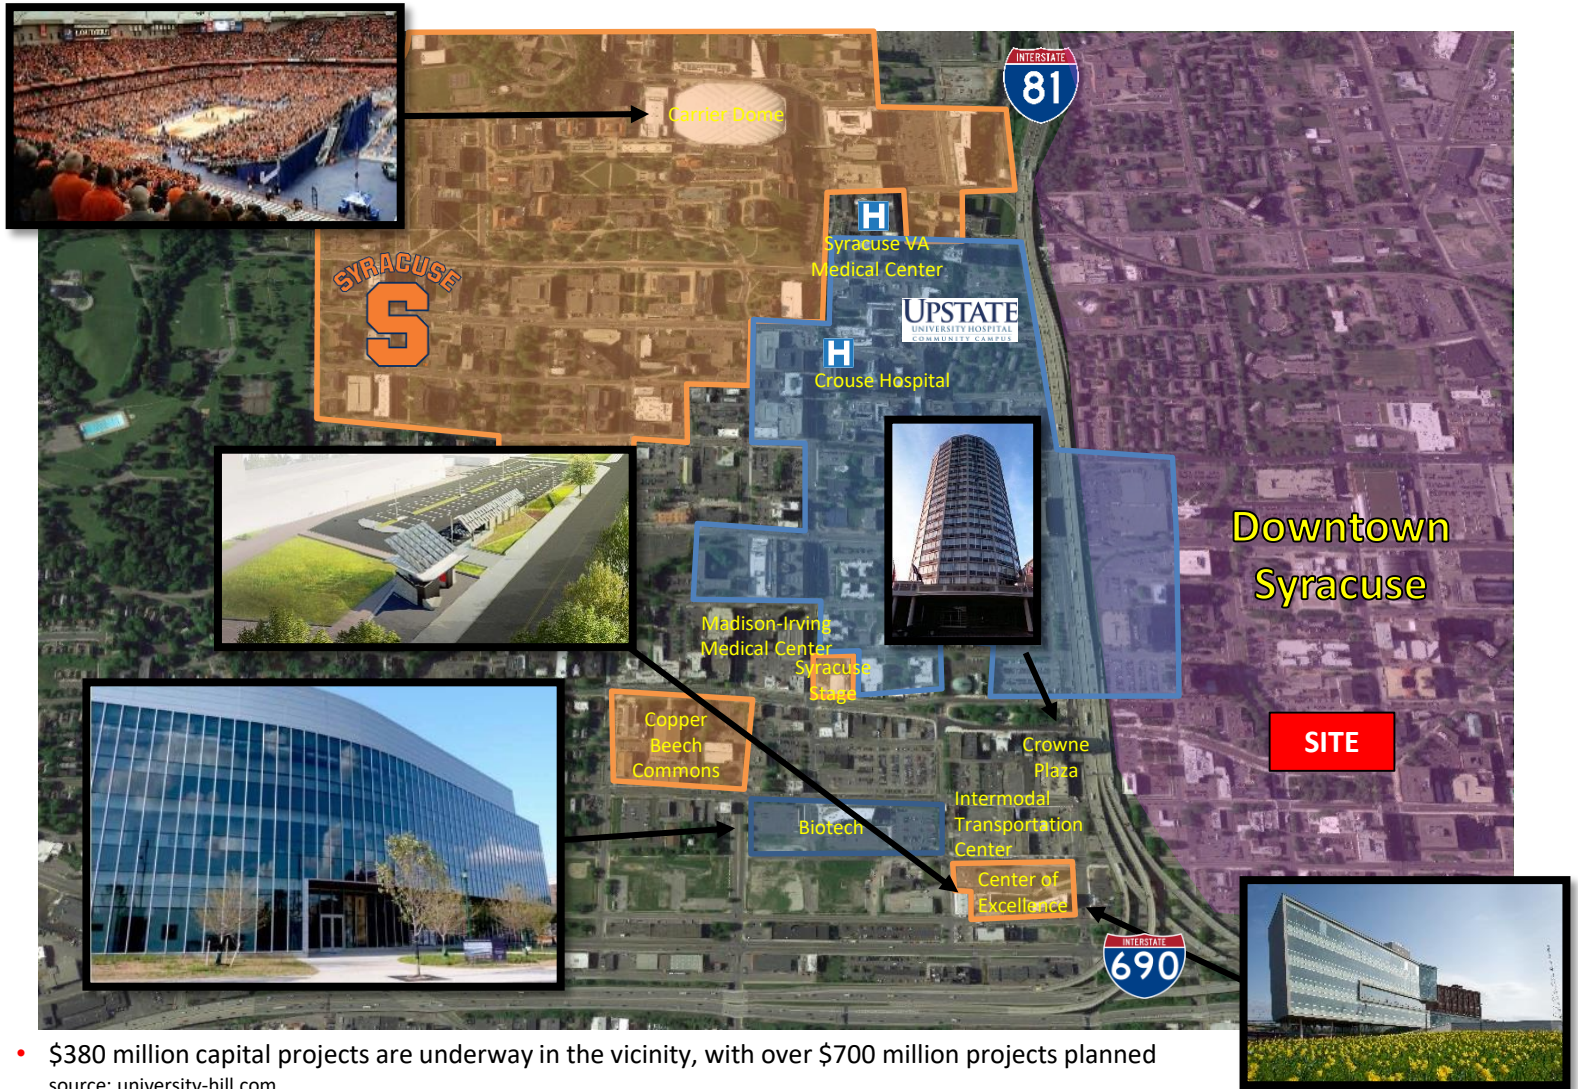 INTERSTATE
81
Carrier Dome
H
Syracuse VA
Medical Center
SYRACUSE
S
UPSTATE
UNIVERSITY HOSPITAL
COMMUNITY CAMPUS
H
Crouse Hospital
Downtown
Syracuse
Madison-Irving
Medical Center
Syracuse
Stage
Copper
Beech
Commons
SITE
Crowne
Plaza
Intermodal
Transportation
Center
Biotech
Center of
Excellence
INTERSTATE
690
• $380 million capital projects are underway in the vicinity, with over $700 million projects planned
source: university-hill.com